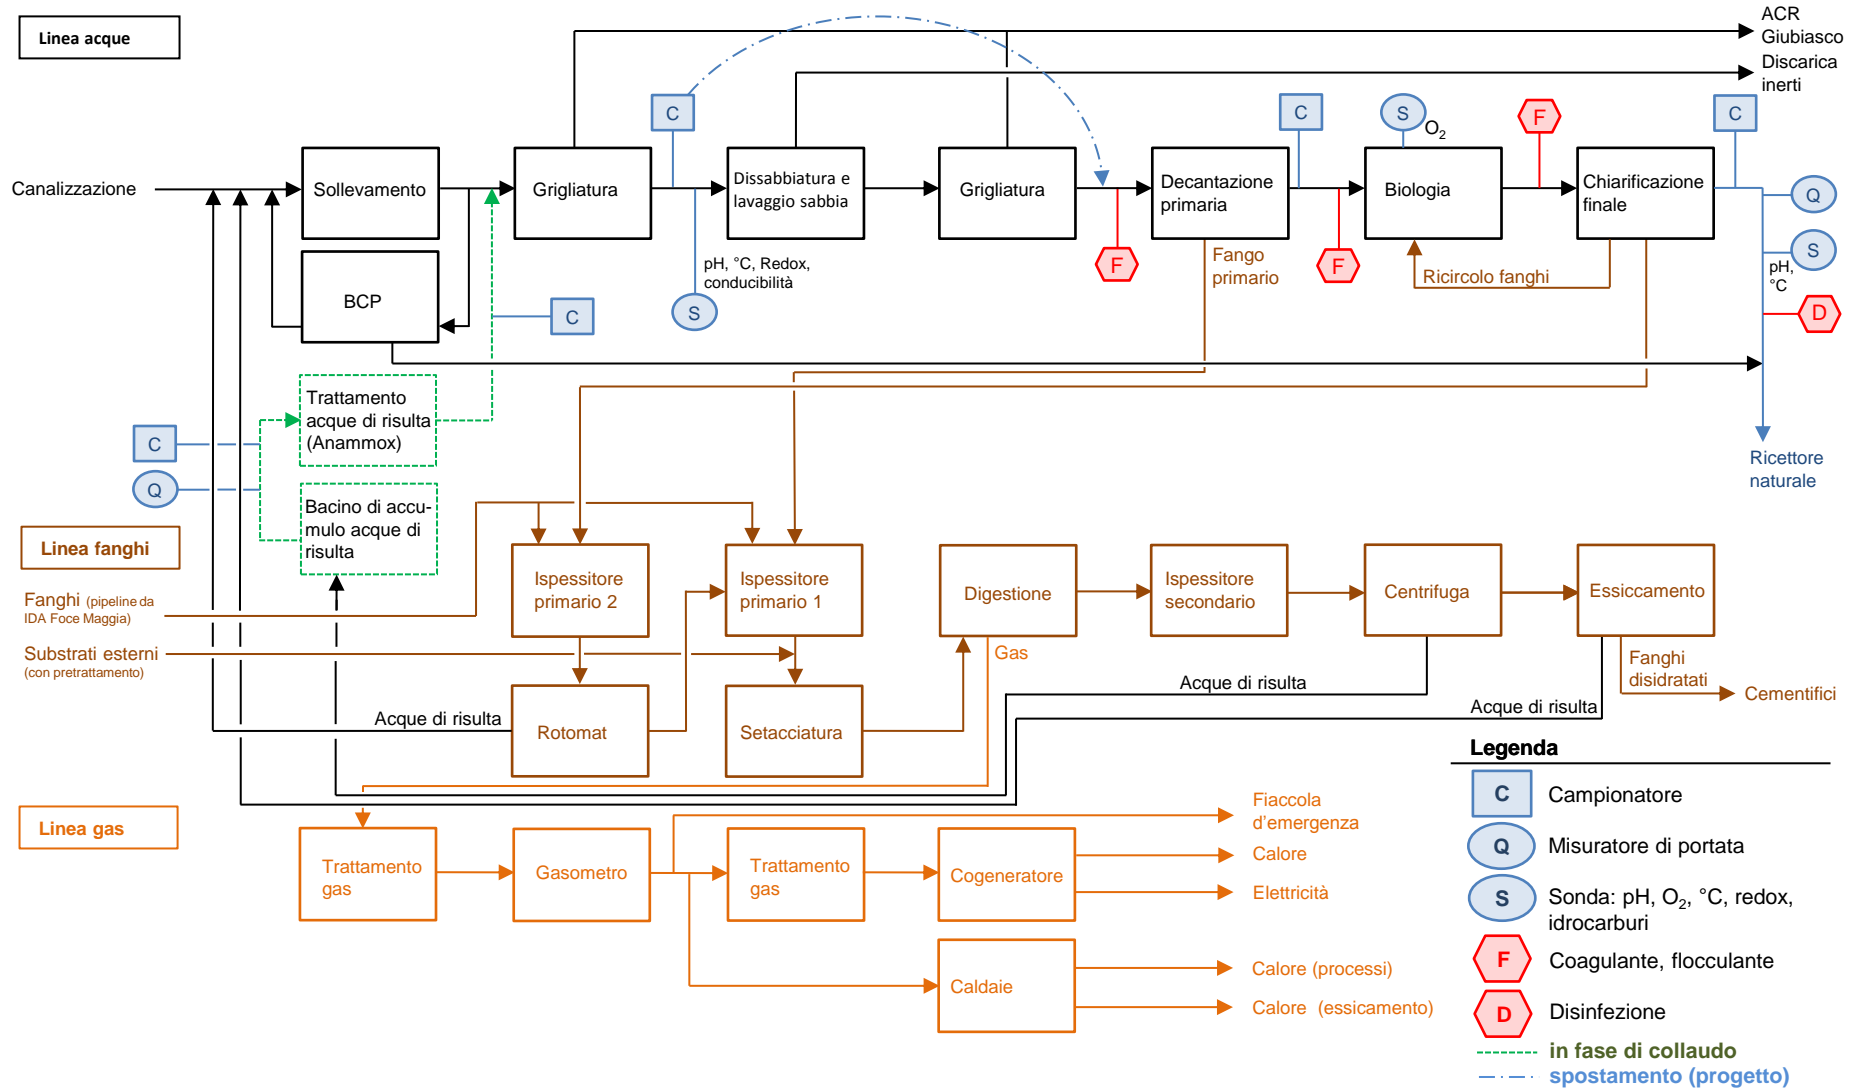 Linea acque
ACR
Giubiasco
Discarica
inerti
C
C
S
O2
F
C
Canalizzazione
Sollevamento
Grigliatura
Dissabbiatura e
lavaggio sabbia
Grigliatura
Decantazione
primaria
Biologia
Chiarificazione
finale
Q
S
pH,
°C
D
F
F
Fango
primario
Ricircolo fanghi
pH, °C, Redox,
conducibilità
S
C
BCP
Trattamento
acque di risulta
(Anammox)
C
Q
Bacino di accu-
mulo acque di
risulta
Ricettore
naturale
Linea fanghi
Fanghi (pipeline da
IDA Foce Maggia)
Substrati esterni
(con pretrattamento)
Ispessitore
primario 2
Ispessitore
primario 1
Digestione
Ispessitore
secondario
Centrifuga
Essiccamento
Gas
Fanghi
disidratati
Cementifici
Acque di risulta
Acque di risulta
Acque di risulta
Rotomat
Setacciatura
Linea gas
Trattamento
gas
Gasometro
Trattamento
gas
Cogeneratore
Caldaie
Fiaccola
d'emergenza
Calore
Elettricità
Calore (processi)
Calore (essicamento)
Legenda
C Campionatore
Q Misuratore di portata
S Sonda: pH, O2, °C, redox,
idrocarburi
F Coagulante, flocculante
D Disinfezione
in fase di collaudo
spostamento (progetto)